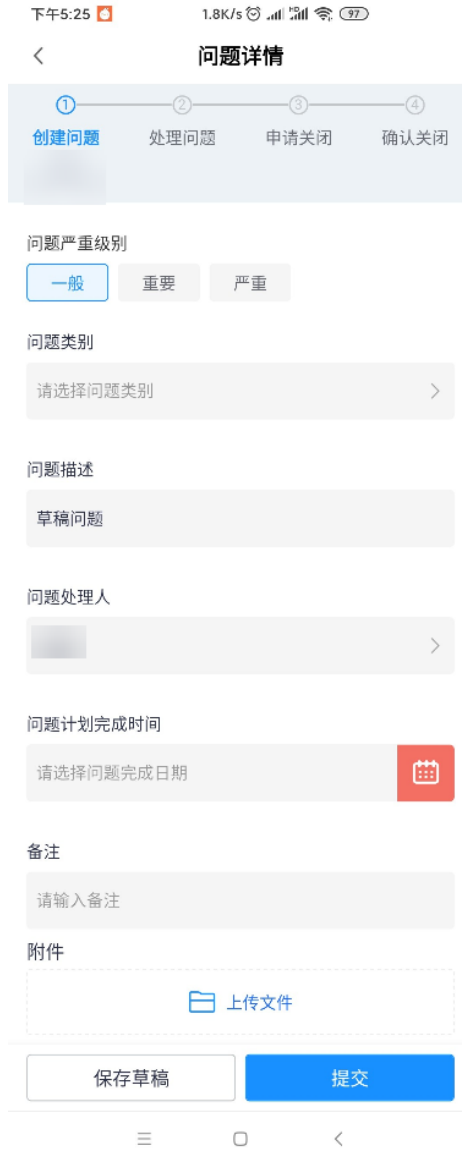 下午5:25 1.8K/s HD 97
问题详情
1 2 3 4
创建问题 处理问题 申请关闭 确认关闭
问题严重级别
一般 重要 严重
问题类别
请选择问题类别
问题描述
草稿问题
问题处理人
问题计划完成时间
请选择问题完成日期
备注
请输入备注
附件
上传文件
保存草稿 提交